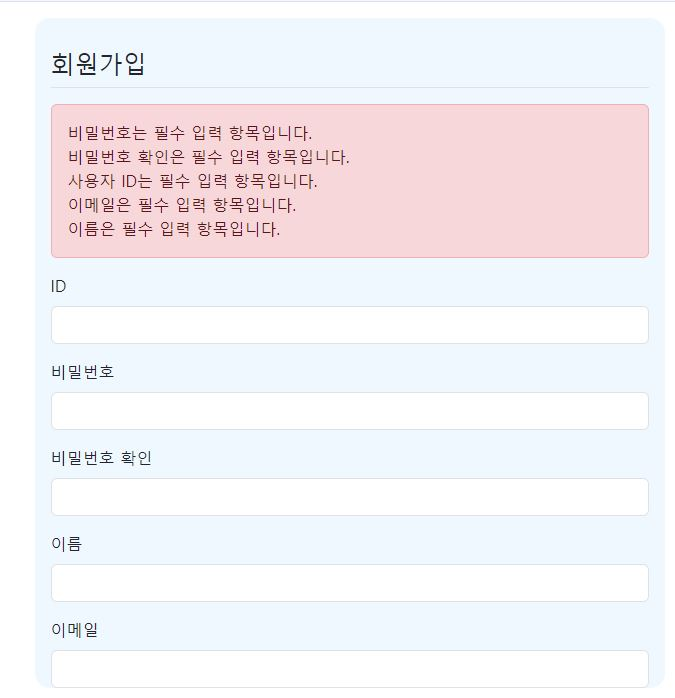 회원가입
비밀번호는 필수 입력 항목입니다.
비밀번호 확인은 필수 입력 항목입니다.
사용자 ID는 필수 입력 항목입니다.
이메일은 필수 입력 항목입니다.
이름은 필수 입력 항목입니다.
ID
비밀번호
비밀번호 확인
이름
이메일